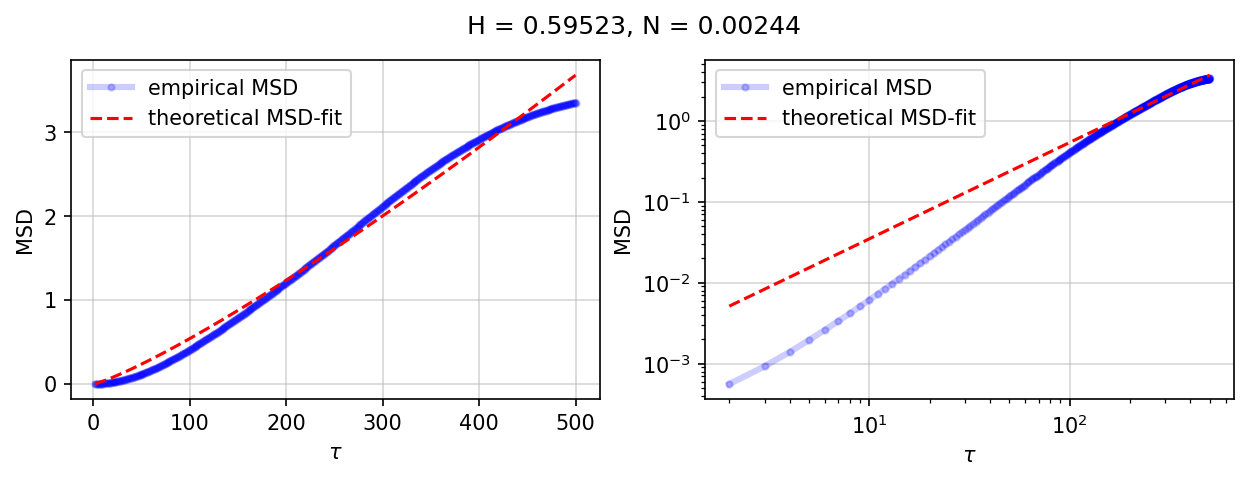 H = 0.59523, N = 0.00244
empirical MSD
theoretical MSD-fit
MSD
3
2
1
0
0
100
200
300
400
500
τ
empirical MSD
theoretical MSD-fit
MSD
10⁰
10⁻¹
10⁻²
10⁻³
10¹
10²
τ